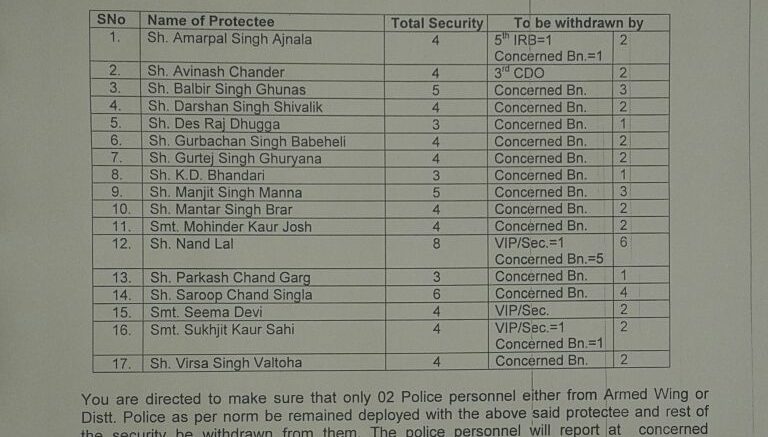 SNo Name of Protectee Total Security To be withdrawn by
1. Sh. Amarpal Singh Ajnala 4 5th IRB=1 2
Concerned Bn.=1
2. Sh. Avinash Chander 4 3rd CDO 2
3. Sh. Balbir Singh Ghunas 5 Concerned Bn. 3
4. Sh. Darshan Singh Shivalik 4 Concerned Bn. 2
5. Sh. Des Raj Dhugga 3 Concerned Bn. 1
6. Sh. Gurbachan Singh Babeheli 4 Concerned Bn. 2
7. Sh. Gurtej Singh Ghuryana 4 Concerned Bn. 2
8. Sh. K.D. Bhandari 3 Concerned Bn. 1
9. Sh. Manjit Singh Manna 5 Concerned Bn. 3
10. Sh. Mantar Singh Brar 4 Concerned Bn. 2
11. Smt. Mohinder Kaur Josh 4 Concerned Bn. 2
12. Sh. Nand Lal 8 VIP/Sec.=1 6
Concerned Bn.=5
13. Sh. Parkash Chand Garg 3 Concerned Bn. 1
14. Sh. Saroop Chand Singla 6 Concerned Bn. 4
15. Smt. Seema Devi 4 VIP/Sec. 2
16. Smt. Sukhjit Kaur Sahi 4 VIP/Sec.=1 2
Concerned Bn.=1
17. Sh. Virsa Singh Valtoha 4 Concerned Bn. 2
You are directed to make sure that only 02 Police personnel either from Armed Wing or
Distt. Police as per norm be remained deployed with the above said protectee and rest of
the security be withdrawn from them. The police personnel will report at concerned